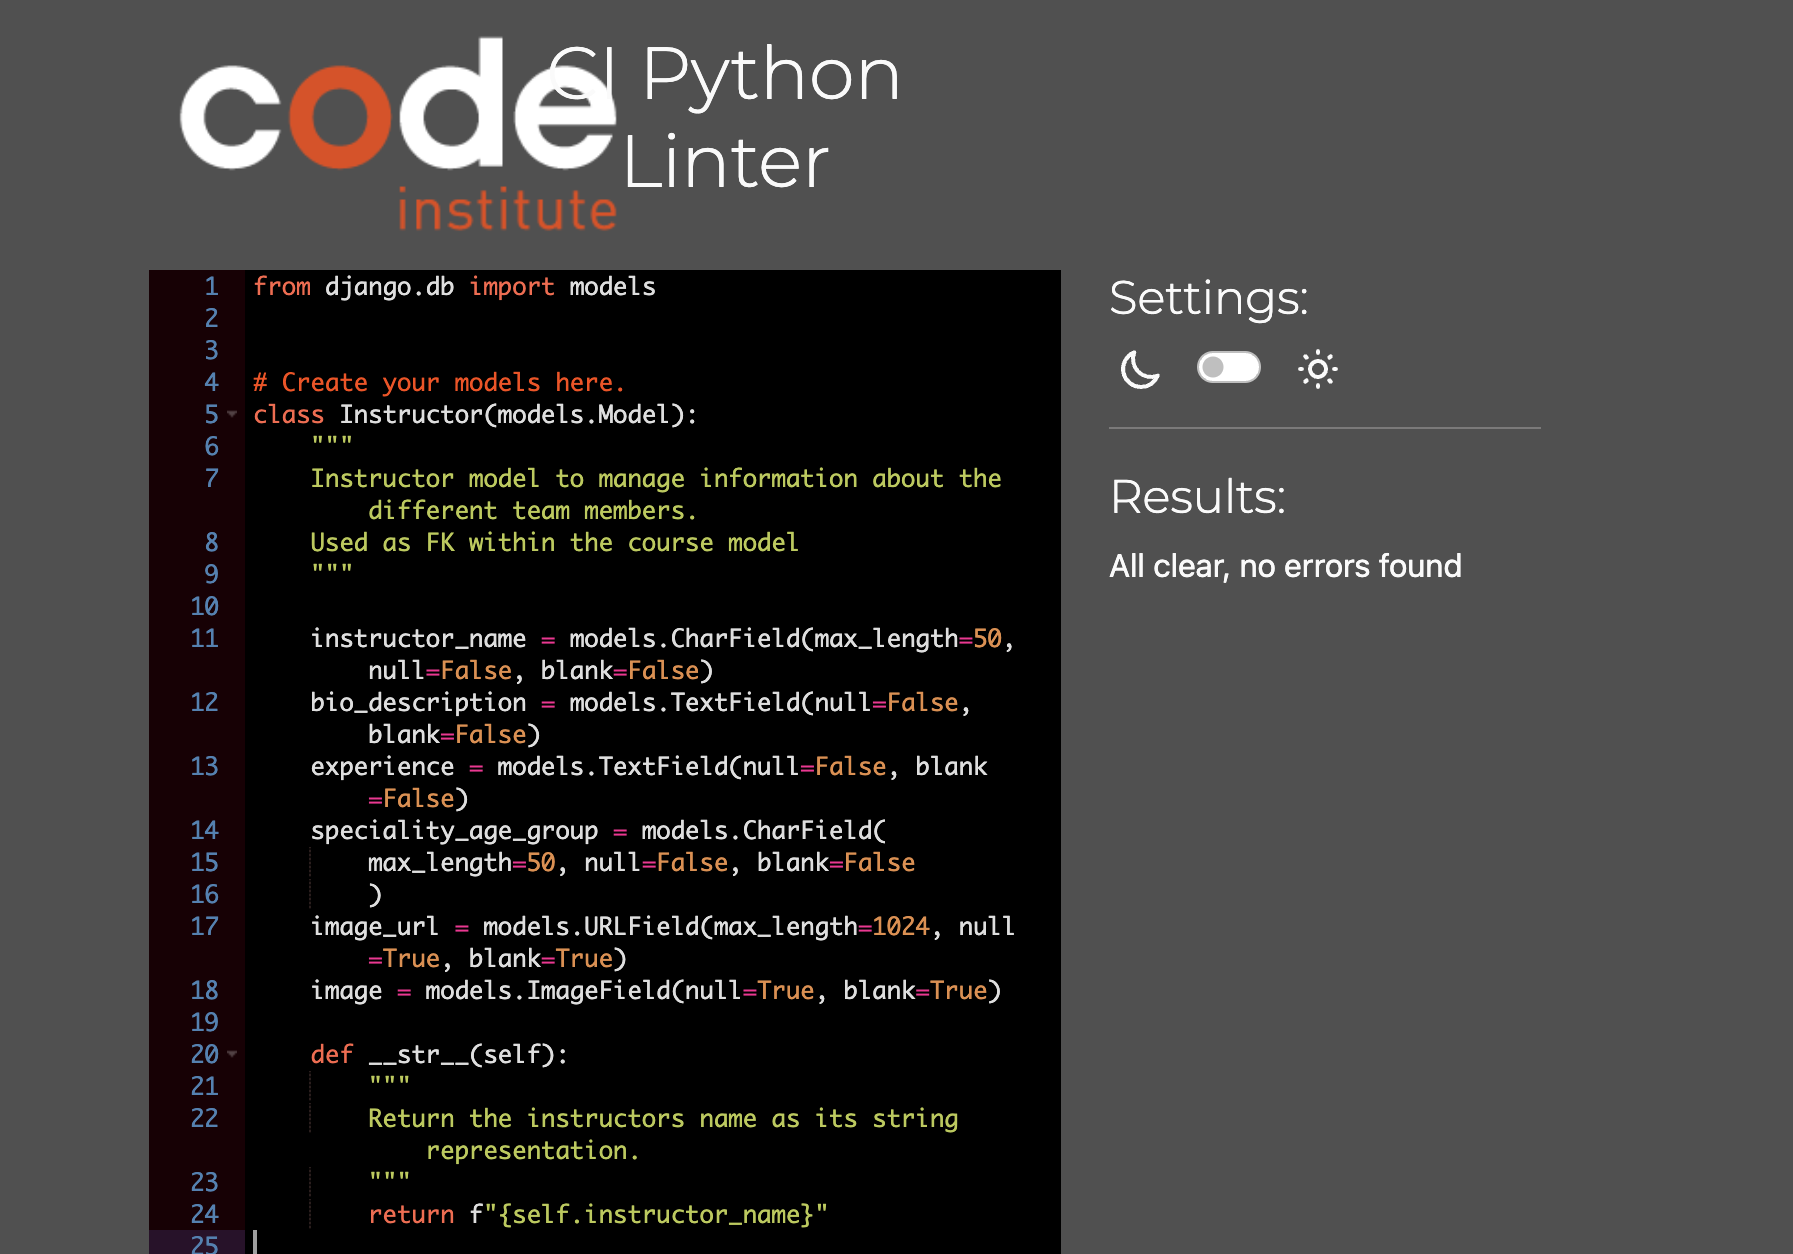 code
institute
CI Python
Linter
1 from django.db import models
2
3
4 # Create your models here.
5 class Instructor(models.Model):
6     """
7     Instructor model to manage information about the
        different team members.
8     Used as FK within the course model
9     """
10
11     instructor_name = models.CharField(max_length=50,
        null=False, blank=False)
12     bio_description = models.TextField(null=False,
        blank=False)
13     experience = models.TextField(null=False, blank
        =False)
14     speciality_age_group = models.CharField(
15         max_length=50, null=False, blank=False
16         )
17     image_url = models.URLField(max_length=1024, null
        =True, blank=True)
18     image = models.ImageField(null=True, blank=True)
19
20     def __str__(self):
21         """
22         Return the instructors name as its string
            representation.
23         """
24         return f"{self.instructor_name}"
25
Settings:
Results:
All clear, no errors found